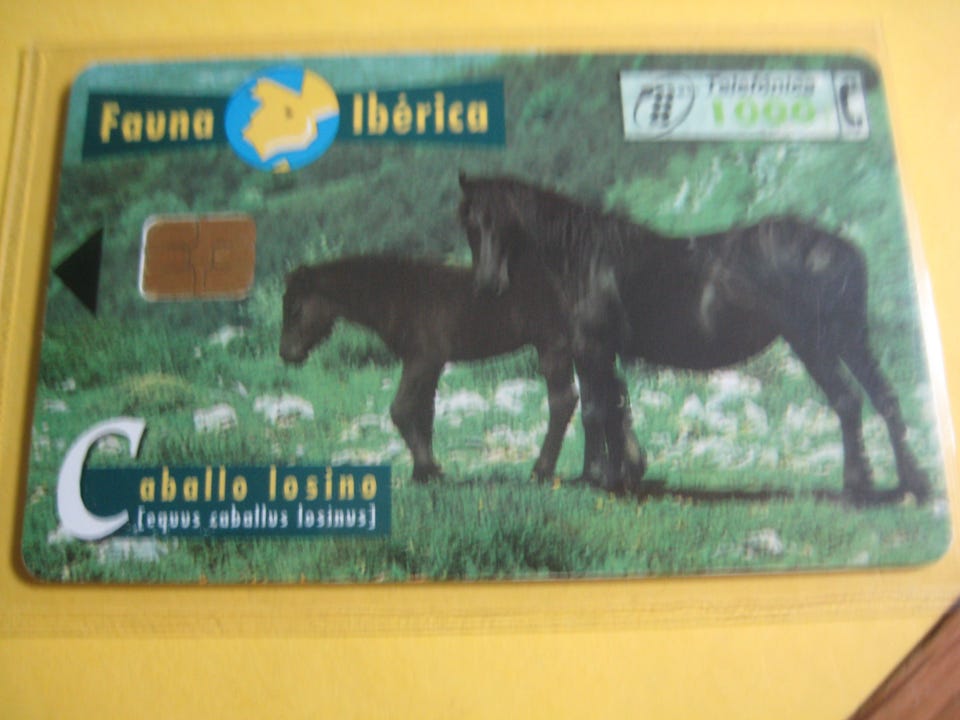 Fauna Ibérica
Telefónica
1000
Caballo losino
[equus caballus losinus]